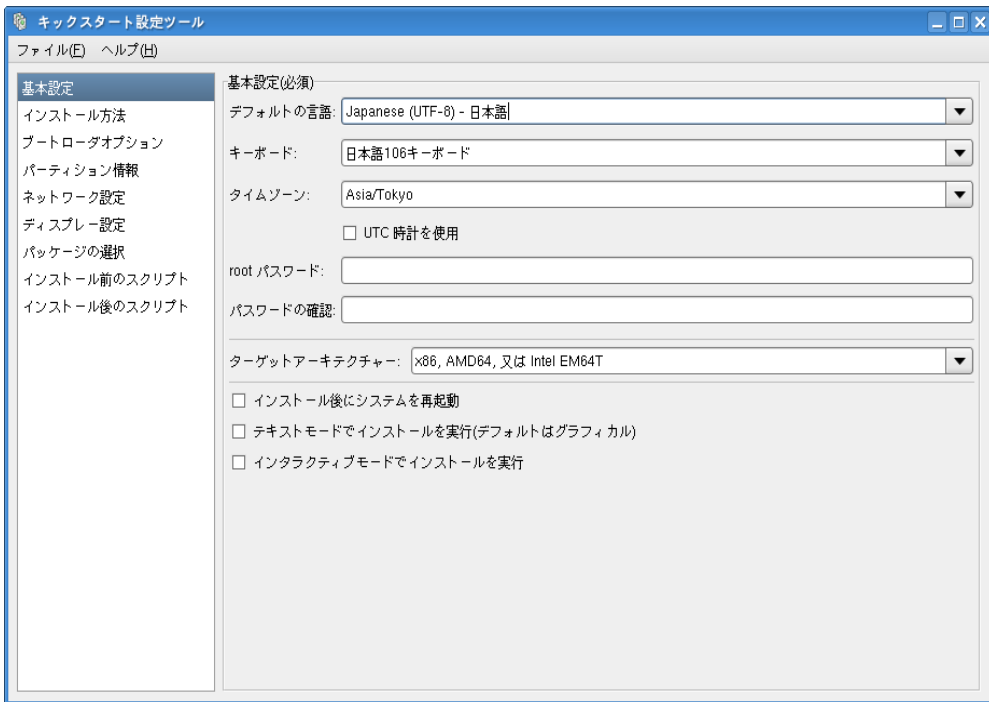 キックスタート設定ツール
ファイル(F) ヘルプ(H)
基本設定
インストール方法
ブートローダオプション
パーティション情報
ネットワーク設定
ディスプレー設定
パッケージの選択
インストール前のスクリプト
インストール後のスクリプト
基本設定(必須)
デフォルトの言語: Japanese (UTF-8) - 日本語
キーボード: 日本語106キーボード
タイムゾーン: Asia/Tokyo
UTC 時計を使用
root パスワード:
パスワードの確認:
ターゲットアーキテクチャー: x86, AMD64, 又は Intel EM64T
インストール後にシステムを再起動
テキストモードでインストールを実行(デフォルトはグラフィカル)
インタラクティブモードでインストールを実行